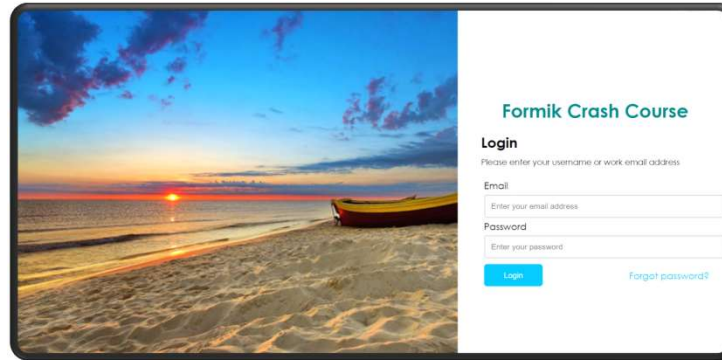 Formik Crash Course
Login
Please enter your username or work email address
Email
Enter your email address
Password
Enter your password
Login
Forgot password?